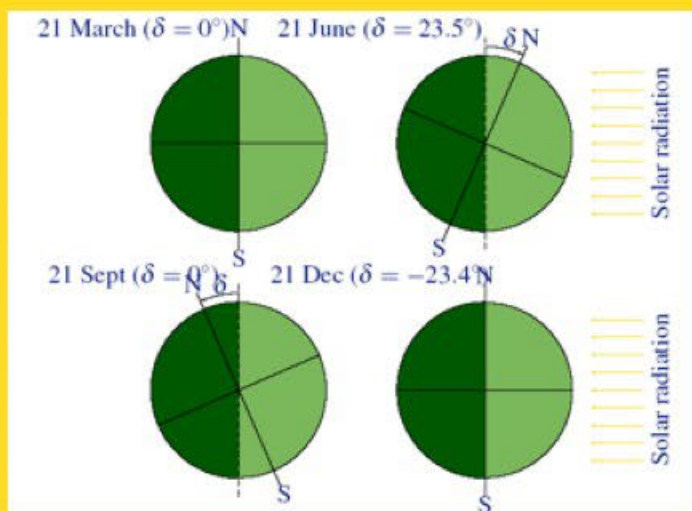 21 March (δ = 0°)N
21 June (δ = 23.5°)
δ N
Solar radiation
S
S
21 Sept (δ = 0°)
N δ
21 Dec (δ = −23.4°N
Solar radiation
S
S